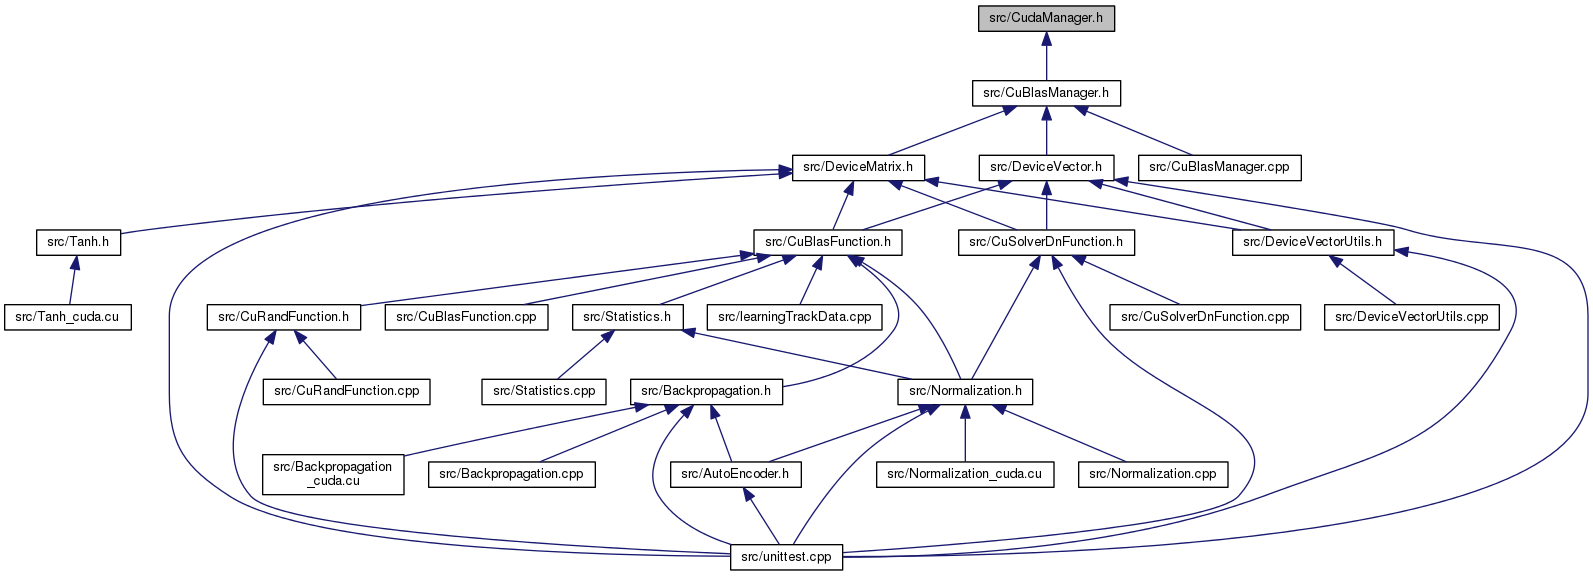 src/CudaManager.h
src/CuBlasManager.h
src/DeviceMatrix.h
src/DeviceVector.h
src/CuBlasManager.cpp
src/Tanh.h
src/CuBlasFunction.h
src/CuSolverDnFunction.h
src/DeviceVectorUtils.h
src/Tanh_cuda.cu
src/CuRandFunction.h
src/CuBlasFunction.cpp
src/Statistics.h
src/learningTrackData.cpp
src/CuSolverDnFunction.cpp
src/DeviceVectorUtils.cpp
src/CuRandFunction.cpp
src/Statistics.cpp
src/Backpropagation.h
src/Normalization.h
src/Backpropagation
_cuda.cu
src/Backpropagation.cpp
src/AutoEncoder.h
src/Normalization_cuda.cu
src/Normalization.cpp
src/unittest.cpp